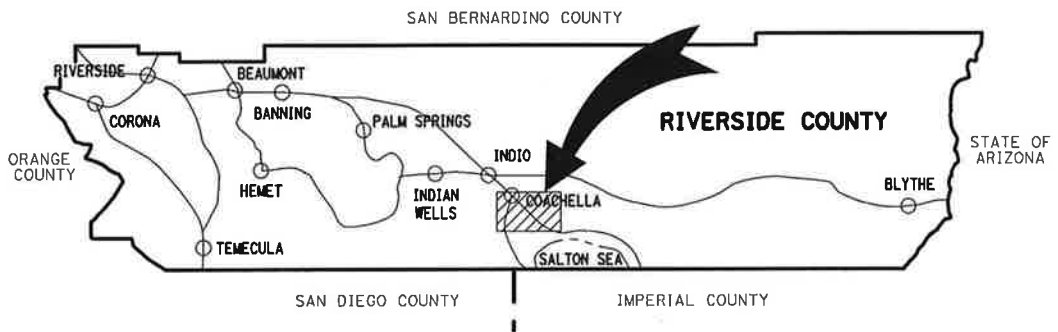 SAN BERNARDINO COUNTY
RIVERSIDE
BEAUMONT
BANNING
CORONA
PALM SPRINGS
RIVERSIDE COUNTY
ORANGE
COUNTY
STATE OF
ARIZONA
INDIO
HEMET
INDIAN
WELLS
COACHELLA
BLYTHE
TEMECULA
SALTON SEA
SAN DIEGO COUNTY
IMPERIAL COUNTY